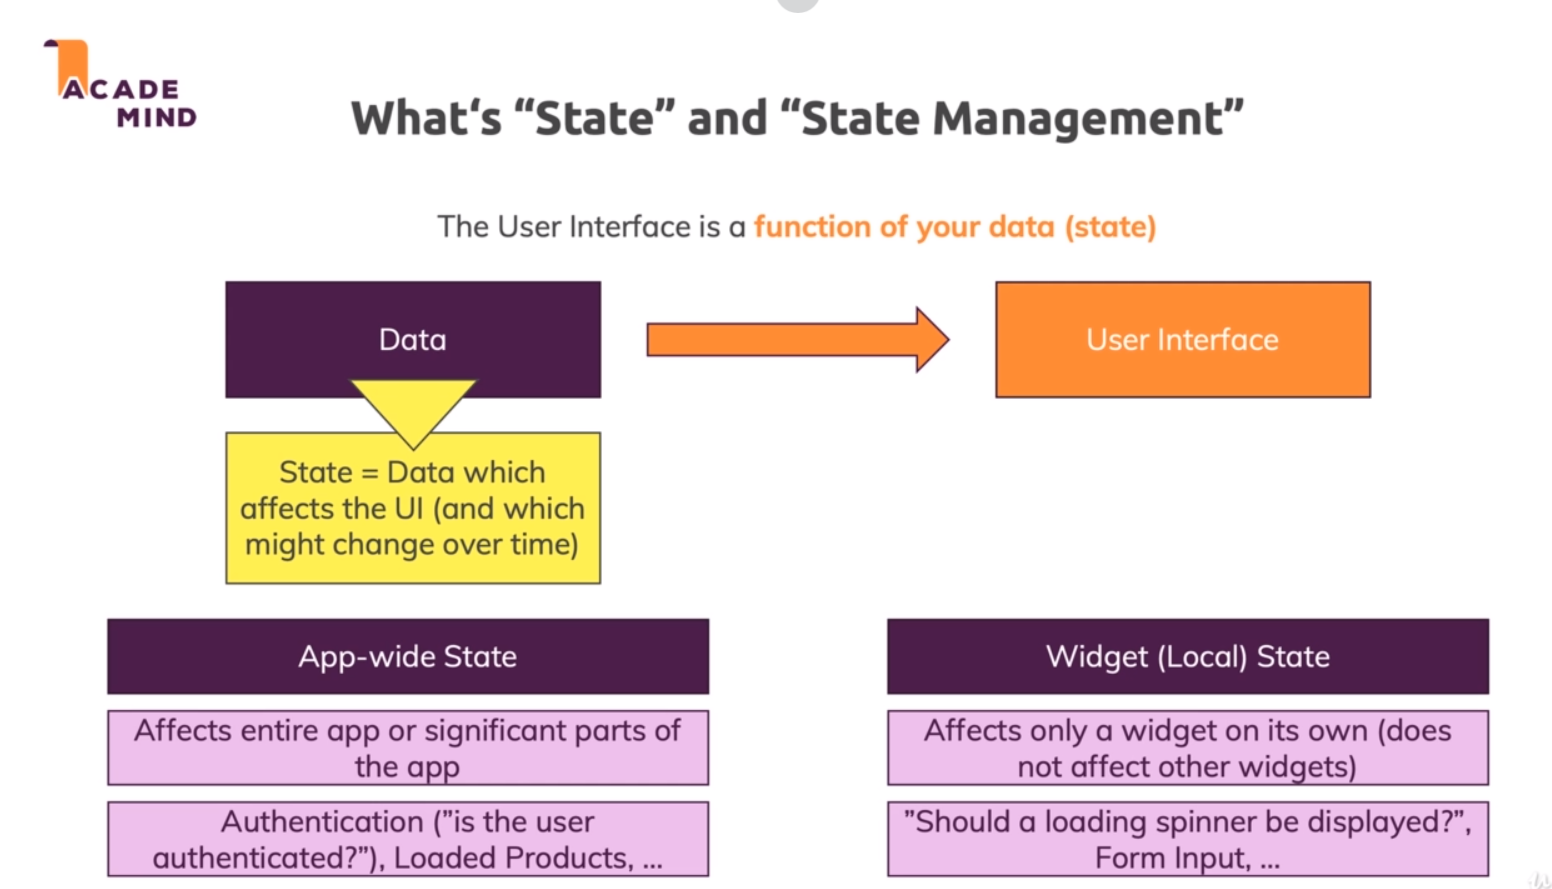 ACADE
MIND
What‘s “State” and “State Management”
The User Interface is a function of your data (state)
Data
User Interface
State = Data which
affects the UI (and which
might change over time)
App-wide State
Widget (Local) State
Affects entire app or significant parts of
the app
Affects only a widget on its own (does
not affect other widgets)
Authentication (”is the user
authenticated?”), Loaded Products, ...
”Should a loading spinner be displayed?”,
Form Input, ...